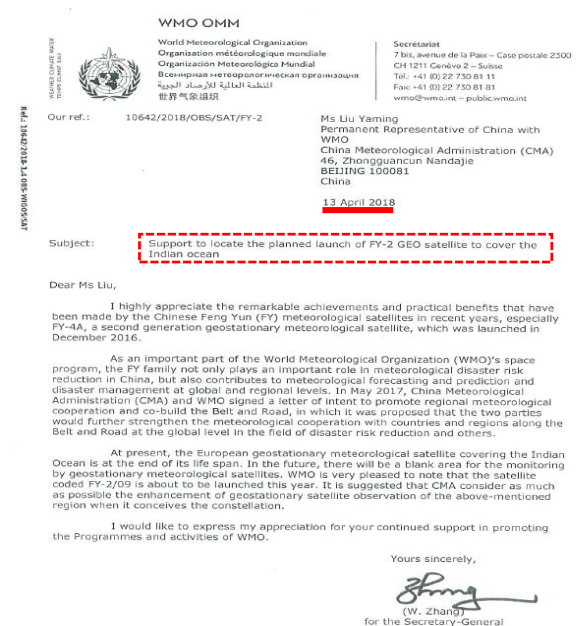 WMO OMM
World Meteorological Organization
Organisation météorologique mondiale
Organización Meteorológica Mundial
Всемирная метеорологическая организация
المنظمة العالمية للأرصاد الجوية
世界气象组织
Secrétariat
7 bis, avenue de la Paix – Case postale 2300
CH 1211 Genève 2 – Suisse
Tél.: +41 (0) 22 730 81 11
Fax: +41 (0) 22 730 81 81
wmo@wmo.int – public.wmo.int
WEATHER CLIMATE WATER
TEMPS CLIMAT EAU
Our ref.: 10642/2018/OBS/SAT/FY-2
Ms Liu Yaming
Permanent Representative of China with
WMO
China Meteorological Administration (CMA)
46, Zhongguancun Nandajie
BEIJING 100081
China
13 April 2018
Subject: Support to locate the planned launch of FY-2 GEO satellite to cover the
Indian ocean
Dear Ms Liu,
I highly appreciate the remarkable achievements and practical benefits that have
been made by the Chinese Feng Yun (FY) meteorological satellites in recent years, especially
FY-4A, a second generation geostationary meteorological satellite, which was launched in
December 2016.
As an important part of the World Meteorological Organization (WMO)'s space
program, the FY family not only plays an important role in meteorological disaster risk
reduction in China, but also contributes to meteorological forecasting and prediction and
disaster management at global and regional levels. In May 2017, China Meteorological
Administration (CMA) and WMO signed a letter of intent to promote regional meteorological
cooperation and co-build the Belt and Road, in which it was proposed that the two parties
would further strengthen the meteorological cooperation with countries and regions along the
Belt and Road at the global level in the field of disaster risk reduction and others.
At present, the European geostationary meteorological satellite covering the Indian
Ocean is at the end of its life span. In the future, there will be a blank area for the monitoring
by geostationary meteorological satellites. WMO is very pleased to note that the satellite
coded FY-2/09 is about to be launched this year. It is suggested that CMA consider as much
as possible the enhancement of geostationary satellite observation of the above-mentioned
region when it conceives the constellation.
I would like to express my appreciation for your continued support in promoting
the Programmes and activities of WMO.
Yours sincerely,
(W. Zhang)
for the Secretary-General